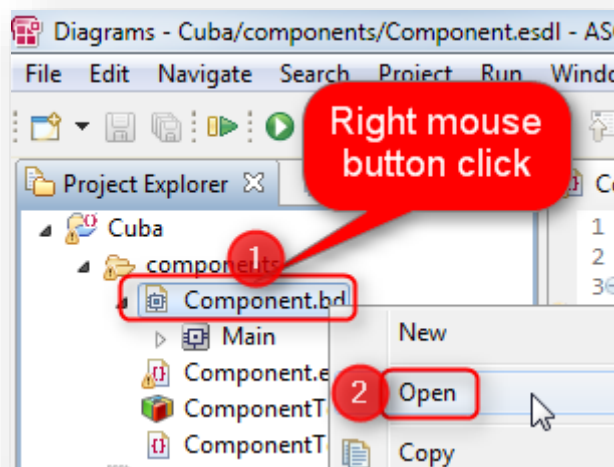 Diagrams - Cuba/components/Component.esdl - AS
File Edit Navigate Search Project Run
Right mouse
button click
Project Explorer
Cuba
1
components
Component.bd
Main
Component.e
2
ComponentT
ComponentT
New
Open
Copy
1
2
3